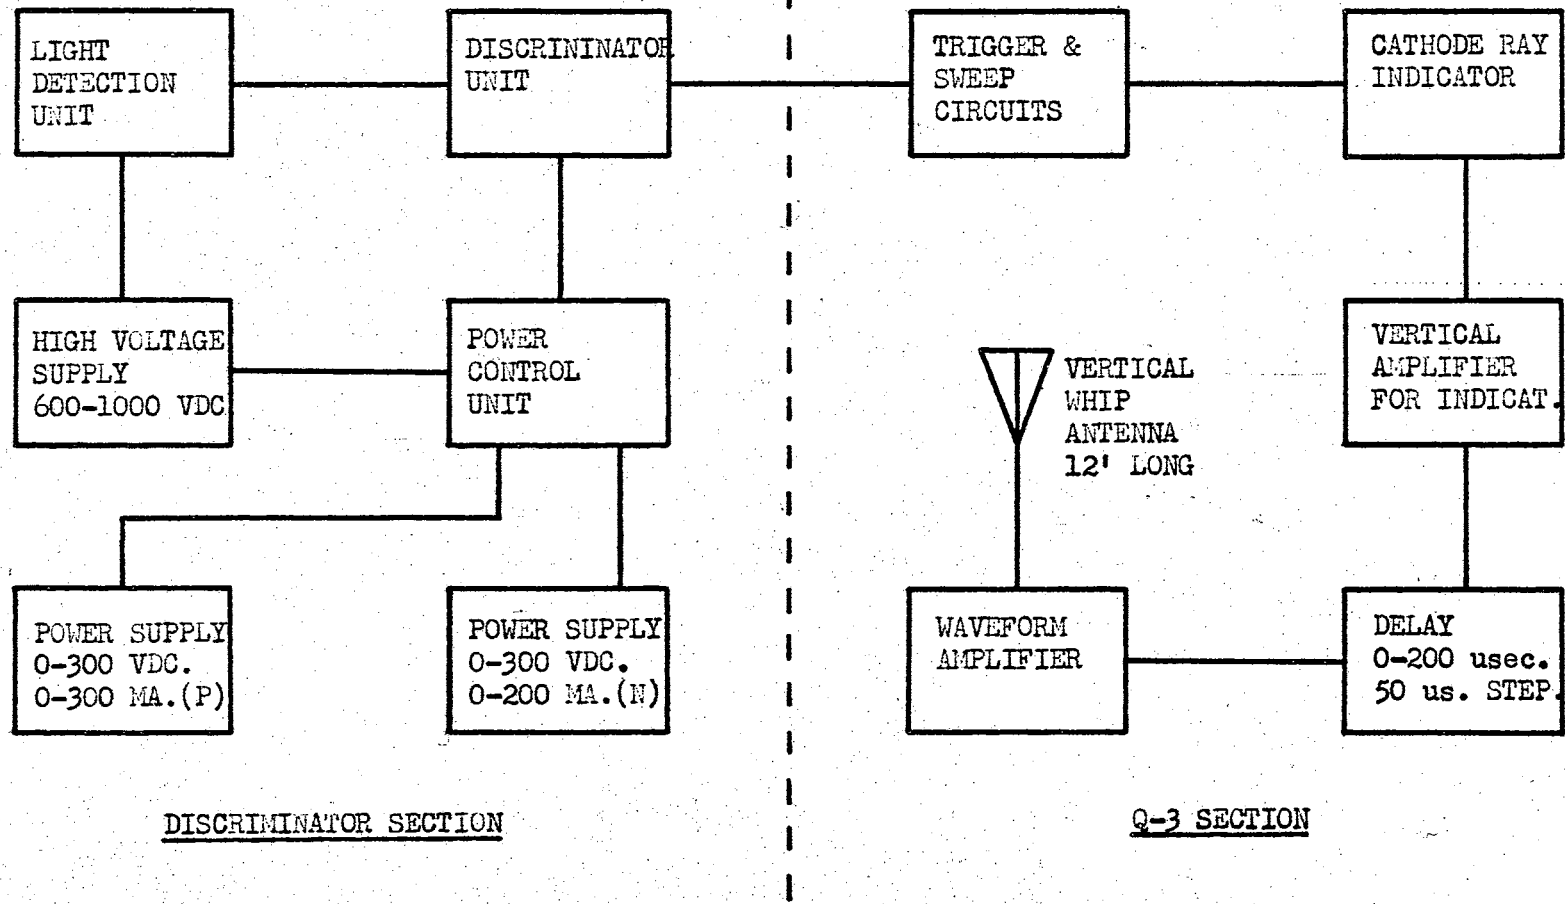 LIGHT
DETECTION
UNIT
DISCRININATOR
UNIT
TRIGGER &
SWEEP
CIRCUITS
CATHODE RAY
INDICATOR
HIGH VOLTAGE
SUPPLY
600-1000 VDC
POWER
CONTROL
UNIT
VERTICAL
WHIP
ANTENNA
12' LONG
VERTICAL
AMPLIFIER
FOR INDICAT.
POWER SUPPLY
0-300 VDC.
0-300 MA.(P)
POWER SUPPLY
0-300 VDC.
0-200 MA.(N)
WAVEFORM
AMPLIFIER
DELAY
0-200 usec.
50 us. STEP.
DISCRIMINATOR SECTION
Q-3 SECTION